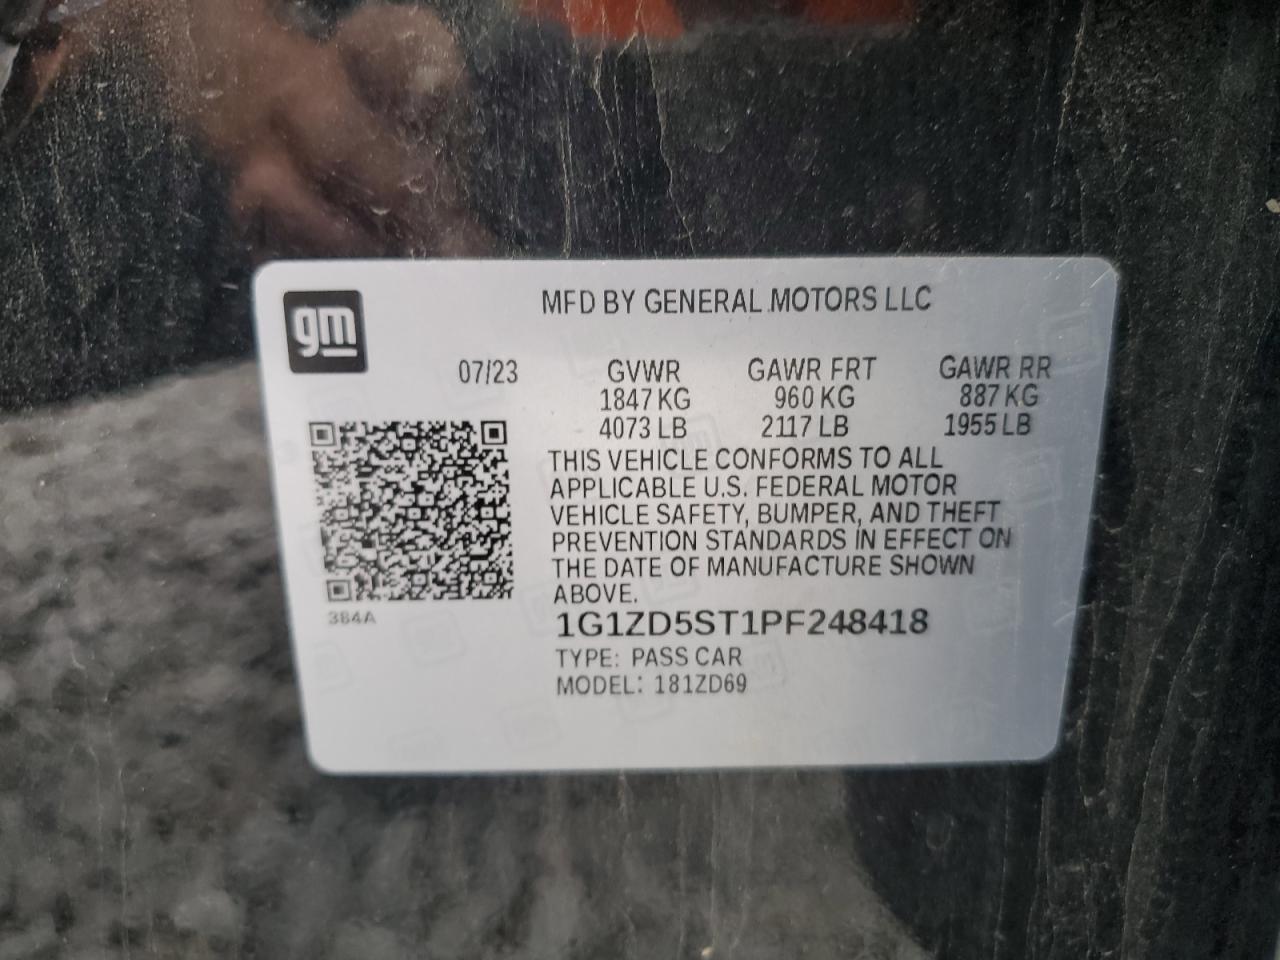 gm
MFD BY GENERAL MOTORS LLC
07/23 GVWR GAWR FRT GAWR RR
1847 KG 960 KG 887 KG
4073 LB 2117 LB 1955 LB
THIS VEHICLE CONFORMS TO ALL
APPLICABLE U.S. FEDERAL MOTOR
VEHICLE SAFETY, BUMPER, AND THEFT
PREVENTION STANDARDS IN EFFECT ON
THE DATE OF MANUFACTURE SHOWN
ABOVE.
384A
1G1ZD5ST1PF248418
TYPE: PASS CAR
MODEL: 181ZD69